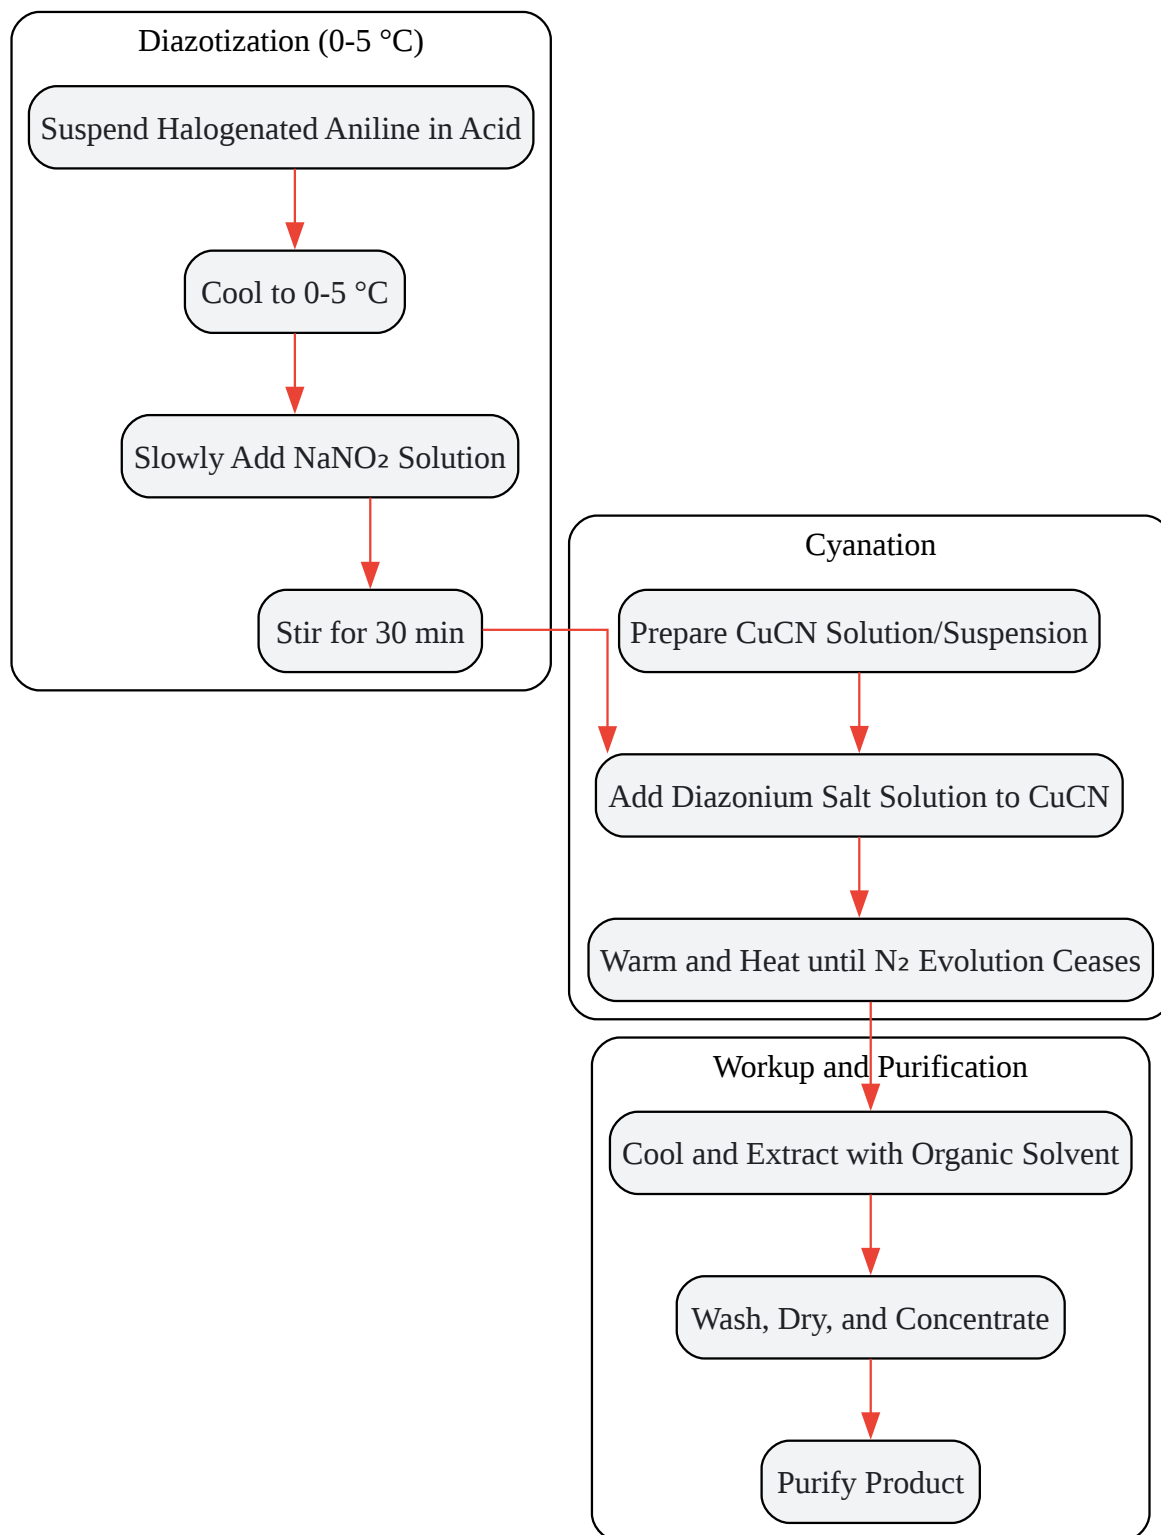 Diazotization (0-5 °C)
Suspend Halogenated Aniline in Acid
Cool to 0-5 °C
Slowly Add NaNO₂ Solution
Stir for 30 min
Cyanation
Prepare CuCN Solution/Suspension
Add Diazonium Salt Solution to CuCN
Warm and Heat until N₂ Evolution Ceases
Workup and Purification
Cool and Extract with Organic Solvent
Wash, Dry, and Concentrate
Purify Product